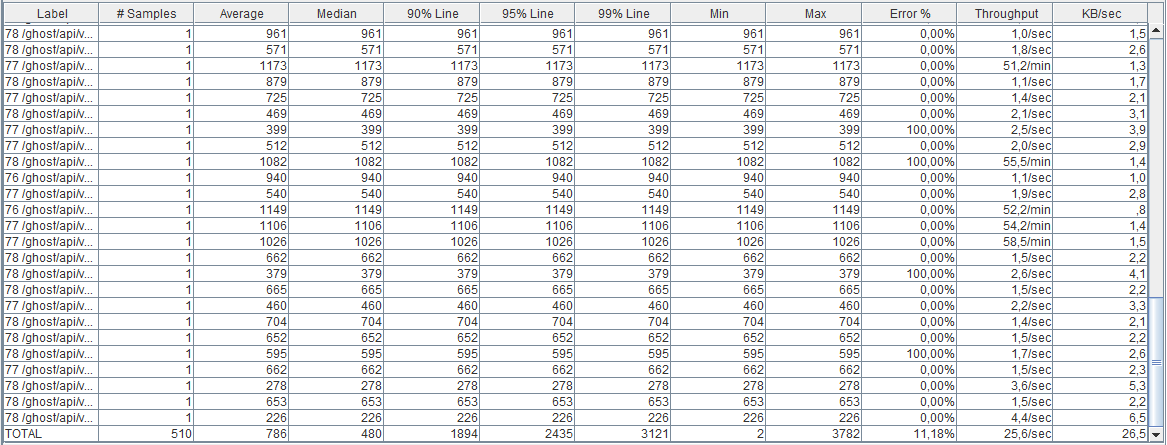 Label # Samples Average Median 90% Line 95% Line 99% Line Min Max Error % Throughput KB/sec
78 /ghost/api/v... 1 961 961 961 961 961 961 961 0,00% 1,0/sec 1,5
78 /ghost/api/v... 1 571 571 571 571 571 571 571 0,00% 1,8/sec 2,6
77 /ghost/api/v... 1 1173 1173 1173 1173 1173 1173 1173 0,00% 51,2/min 1,3
78 /ghost/api/v... 1 879 879 879 879 879 879 879 0,00% 1,1/sec 1,7
77 /ghost/api/v... 1 725 725 725 725 725 725 725 0,00% 1,4/sec 2,1
78 /ghost/api/v... 1 469 469 469 469 469 469 469 0,00% 2,1/sec 3,1
77 /ghost/api/v... 1 399 399 399 399 399 399 399 100,00% 2,5/sec 3,9
77 /ghost/api/v... 1 512 512 512 512 512 512 512 0,00% 2,0/sec 2,9
78 /ghost/api/v... 1 1082 1082 1082 1082 1082 1082 1082 100,00% 55,5/min 1,4
76 /ghost/api/v... 1 940 940 940 940 940 940 940 0,00% 1,1/sec 1,0
77 /ghost/api/v... 1 540 540 540 540 540 540 540 0,00% 1,9/sec 2,8
76 /ghost/api/v... 1 1149 1149 1149 1149 1149 1149 1149 0,00% 52,2/min ,8
77 /ghost/api/v... 1 1106 1106 1106 1106 1106 1106 1106 0,00% 54,2/min 1,4
77 /ghost/api/v... 1 1026 1026 1026 1026 1026 1026 1026 0,00% 58,5/min 1,5
78 /ghost/api/v... 1 662 662 662 662 662 662 662 0,00% 1,5/sec 2,2
78 /ghost/api/v... 1 379 379 379 379 379 379 379 100,00% 2,6/sec 4,1
78 /ghost/api/v... 1 665 665 665 665 665 665 665 0,00% 1,5/sec 2,2
77 /ghost/api/v... 1 460 460 460 460 460 460 460 0,00% 2,2/sec 3,3
78 /ghost/api/v... 1 704 704 704 704 704 704 704 0,00% 1,4/sec 2,1
78 /ghost/api/v... 1 652 652 652 652 652 652 652 0,00% 1,5/sec 2,2
78 /ghost/api/v... 1 595 595 595 595 595 595 595 100,00% 1,7/sec 2,6
77 /ghost/api/v... 1 662 662 662 662 662 662 662 0,00% 1,5/sec 2,3
78 /ghost/api/v... 1 278 278 278 278 278 278 278 0,00% 3,6/sec 5,3
78 /ghost/api/v... 1 653 653 653 653 653 653 653 0,00% 1,5/sec 2,2
78 /ghost/api/v... 1 226 226 226 226 226 226 226 0,00% 4,4/sec 6,5
TOTAL 510 786 480 1894 2435 3121 2 3782 11,18% 25,6/sec 26,5